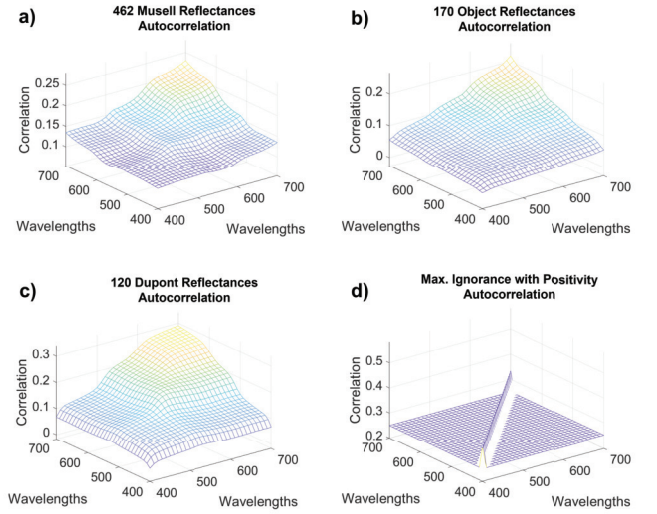 a)
462 Musell Reflectances
Autocorrelation
Correlation
0.25
0.2
0.15
0.1
700
600
500
400
400
500
600
700
Wavelengths
Wavelengths
b)
170 Object Reflectances
Autocorrelation
Correlation
0.2
0.1
0
700
600
500
400
400
500
600
700
Wavelengths
Wavelengths
c)
120 Dupont Reflectances
Autocorrelation
Correlation
0.3
0.2
0.1
0
700
600
500
400
400
500
600
700
Wavelengths
Wavelengths
d)
Max. Ignorance with Positivity
Autocorrelation
Correlation
0.5
0.4
0.3
0.2
700
600
500
400
400
500
600
700
Wavelengths
Wavelengths